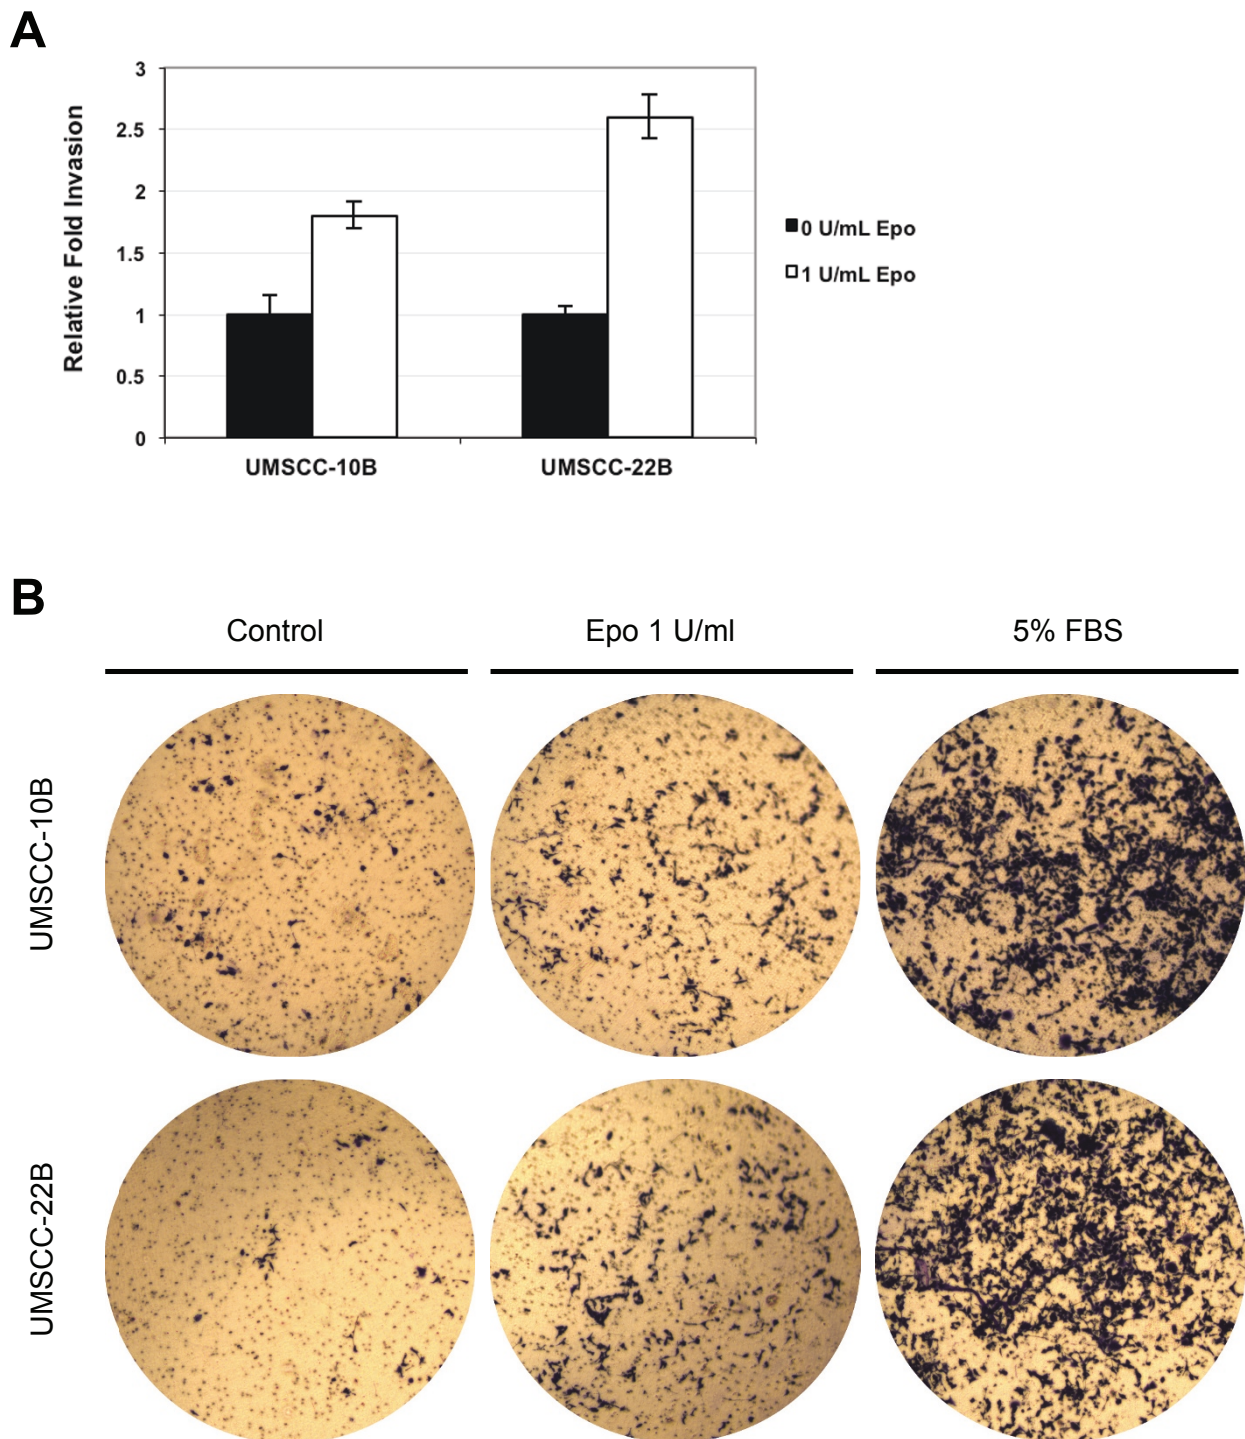 A
3
2.5
2
1.5
1
0.5
0
Relative Fold Invasion
UMSCC-10B UMSCC-22B
0 U/mL Epo
1 U/mL Epo
B
Control Epo 1 U/ml 5% FBS
UMSCC-10B
UMSCC-22B